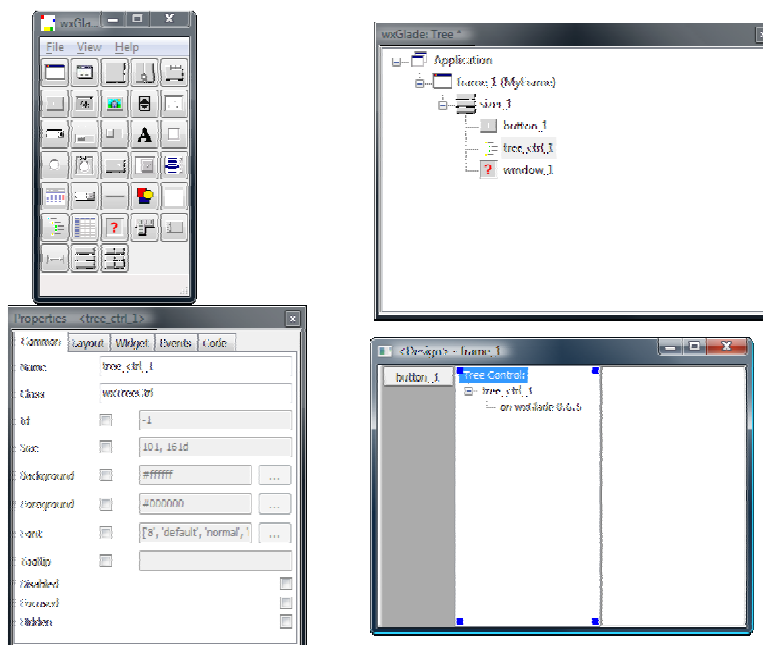 wxGla...
File View Help
wxGlade: Tree *
Application
frame_1 (MyFrame)
sizer_1
button_1
tree_ctrl_1
window_1
Properties - <tree_ctrl_1>
Common Layout Widget Events Code
Name tree_ctrl_1
Class wxTreeCtrl
Id -1
Size 101, 161d
Background #ffffff ...
Foreground #000000 ...
Font ['8', 'default', 'normal', ' ...
Tooltip
Disabled
Focused
Hidden
<Design> - frame_1
button_1
Tree Control:
tree_ctrl_1
on wxGlade 0.6.5